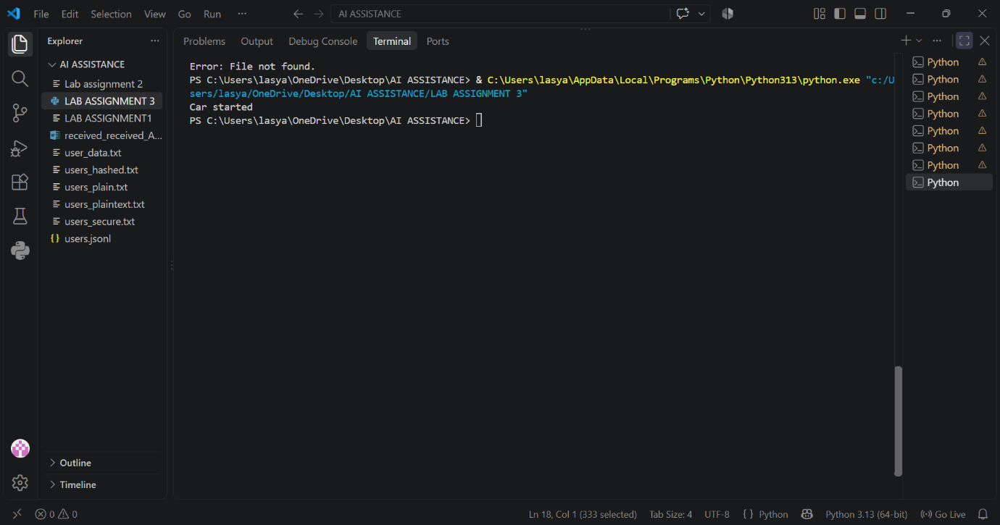 File Edit Selection View Go Run ··· AI ASSISTANCE
Explorer ···
AI ASSISTANCE
Lab assignment 2
LAB ASSIGNMENT 3
LAB ASSIGNMENT1
received_received_A...
user_data.txt
users_hashed.txt
users_plain.txt
users_plaintext.txt
users_secure.txt
{} users.jsonl
Outline
Timeline
Problems Output Debug Console Terminal Ports
Error: File not found.
PS C:\Users\lasya\OneDrive\Desktop\AI ASSISTANCE> & C:\Users\lasya\AppData\Local\Programs\Python\Python313\python.exe "c:/U
sers/lasya/OneDrive/Desktop/AI ASSISTANCE/LAB ASSIGNMENT 3"
Car started
PS C:\Users\lasya\OneDrive\Desktop\AI ASSISTANCE>
Python
Python
Python
Python
Python
Python
Python
Python
0 0 Ln 18, Col 1 (333 selected) Tab Size: 4 UTF-8 {} Python Python 3.13 (64-bit) Go Live